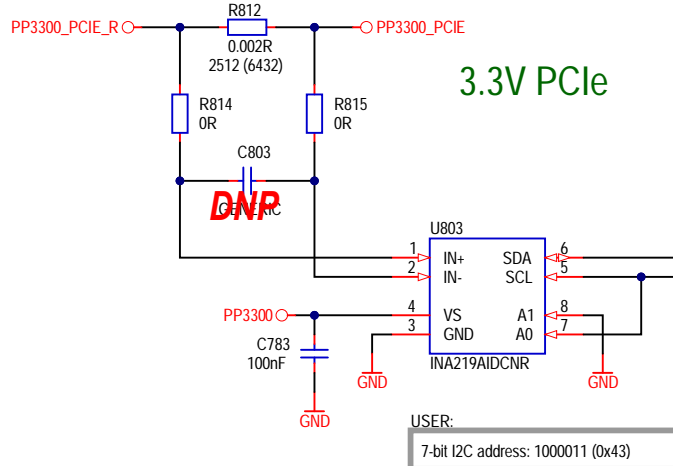 R812
PP3300_PCIE_R
PP3300_PCIE
0.002R
2512 (6432)
3.3V PCIe
R814
0R
R815
0R
C803
GENERIC
DNP
U803
1
IN+
SDA
6
2
IN-
SCL
5
PP3300
4
VS
A1
8
3
GND
A0
7
C783
100nF
INA219AIDCNR
GND
GND
GND
USER:
7-bit I2C address: 1000011 (0x43)